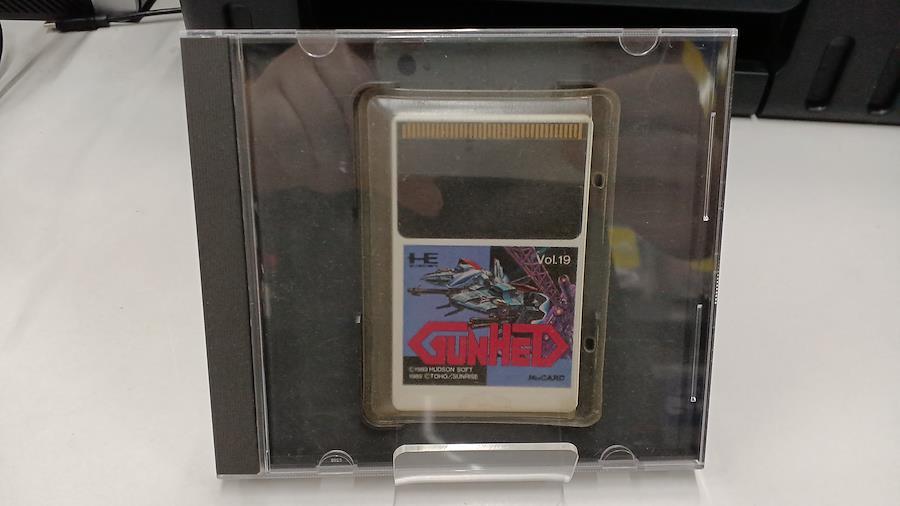 HE
Vol.19
GUNHED
©1989 HUDSON SOFT
1989 ©TOHO/SUNRISE
HuCARD